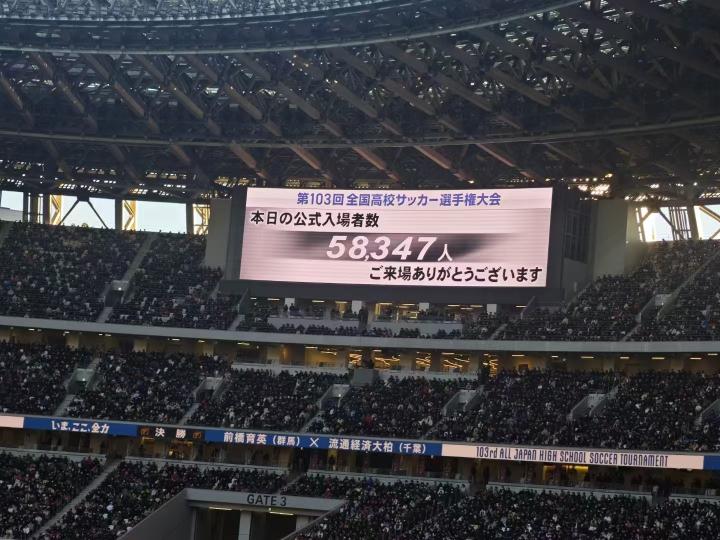 第103回 全国高校サッカー選手権大会
本日の公式入場者数
58,347人
ご来場ありがとうございます
いま、ここ、全力
決勝
前橋育英(群馬) × 流通経済大柏(千葉)
103rd ALL JAPAN HIGH SCHOOL SOCCER TOURNAMENT
GATE 3